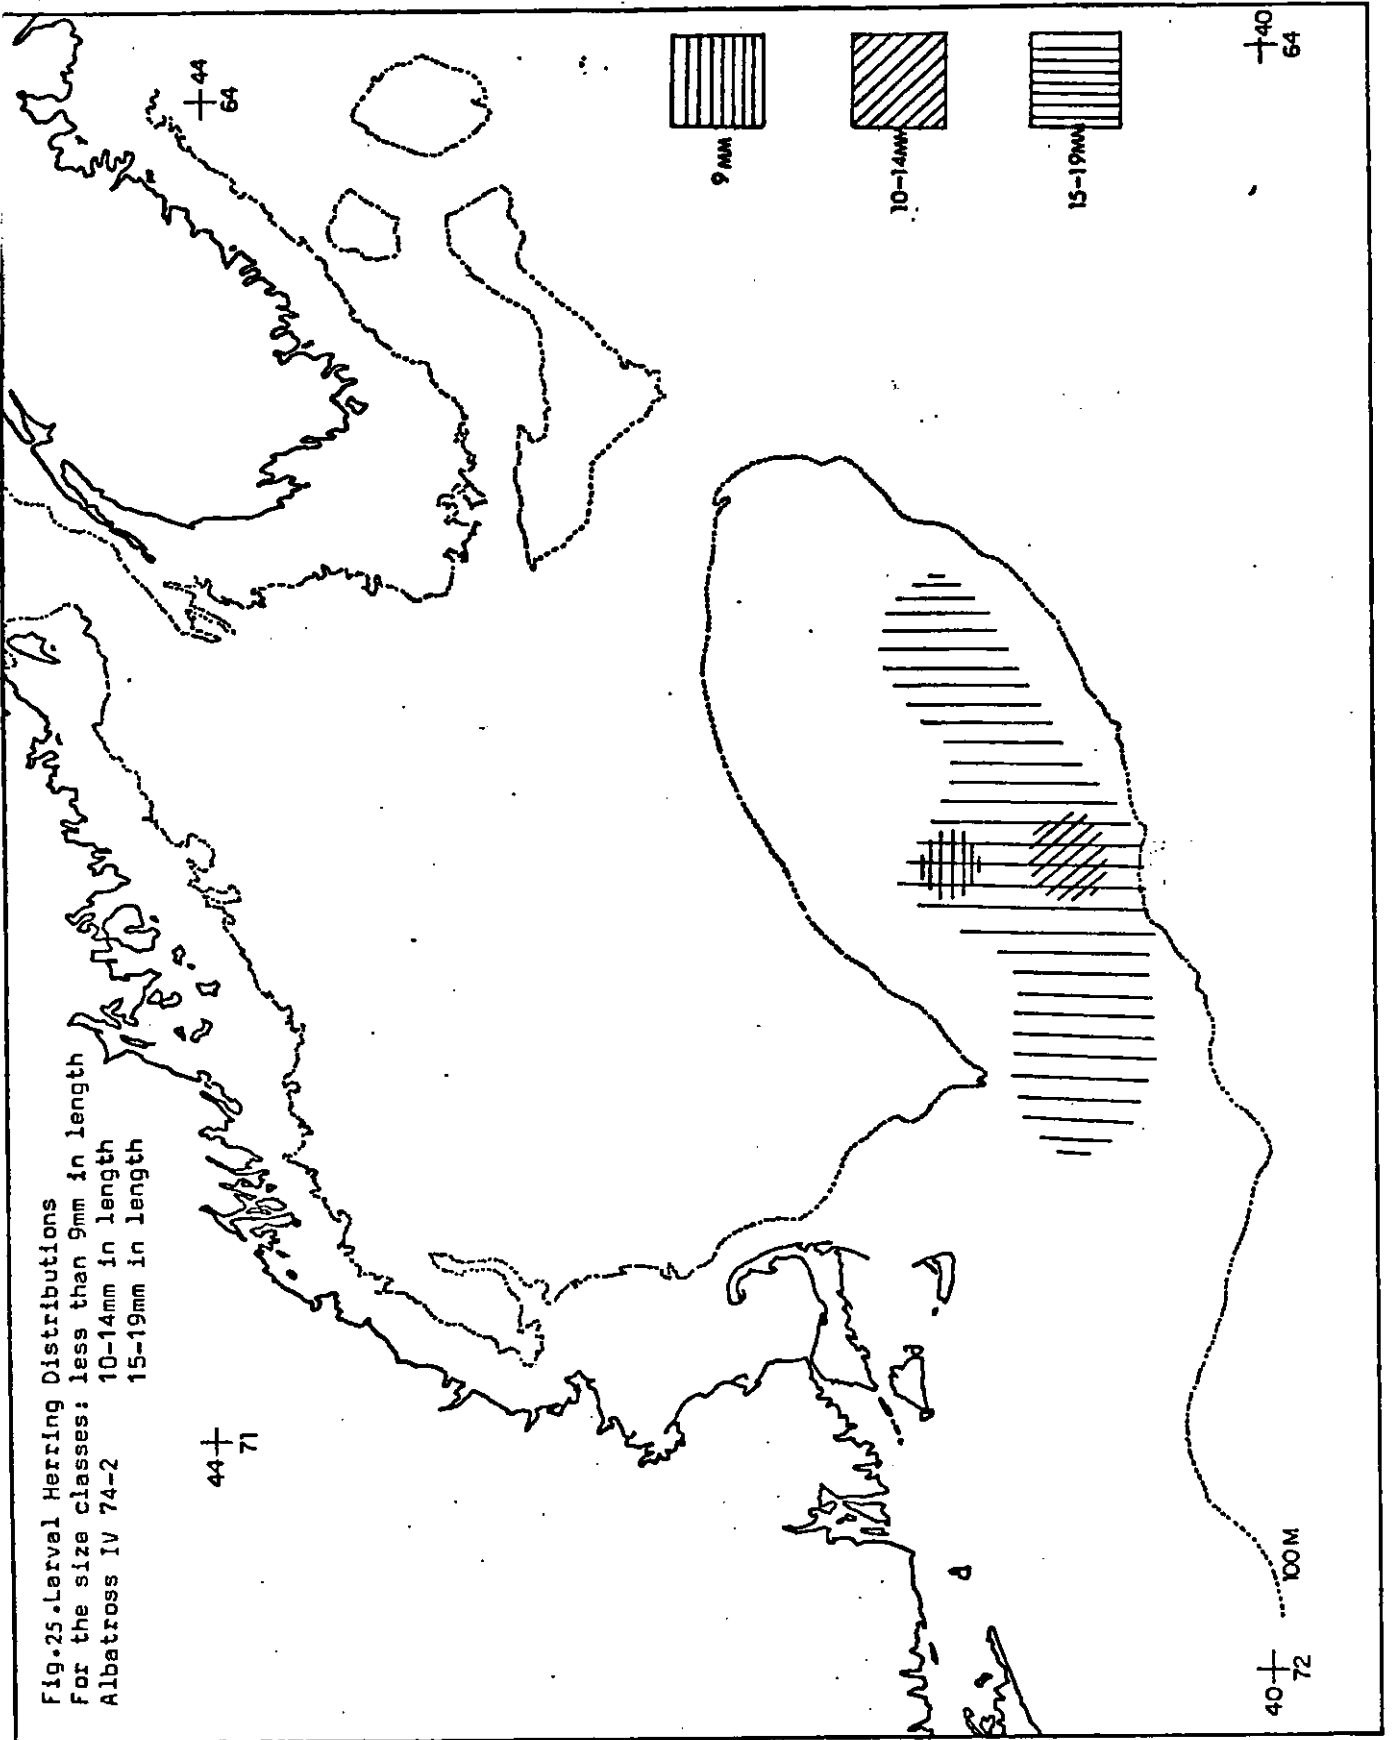 Fig.25.Larval Herring Distributions
For the size classes: less than 9mm in length
Albatross IV 74-2 10-14mm in length
15-19mm in length
44
71
44
64
9 MM
10-14MM
15-19MM
100M
40
72
40
64